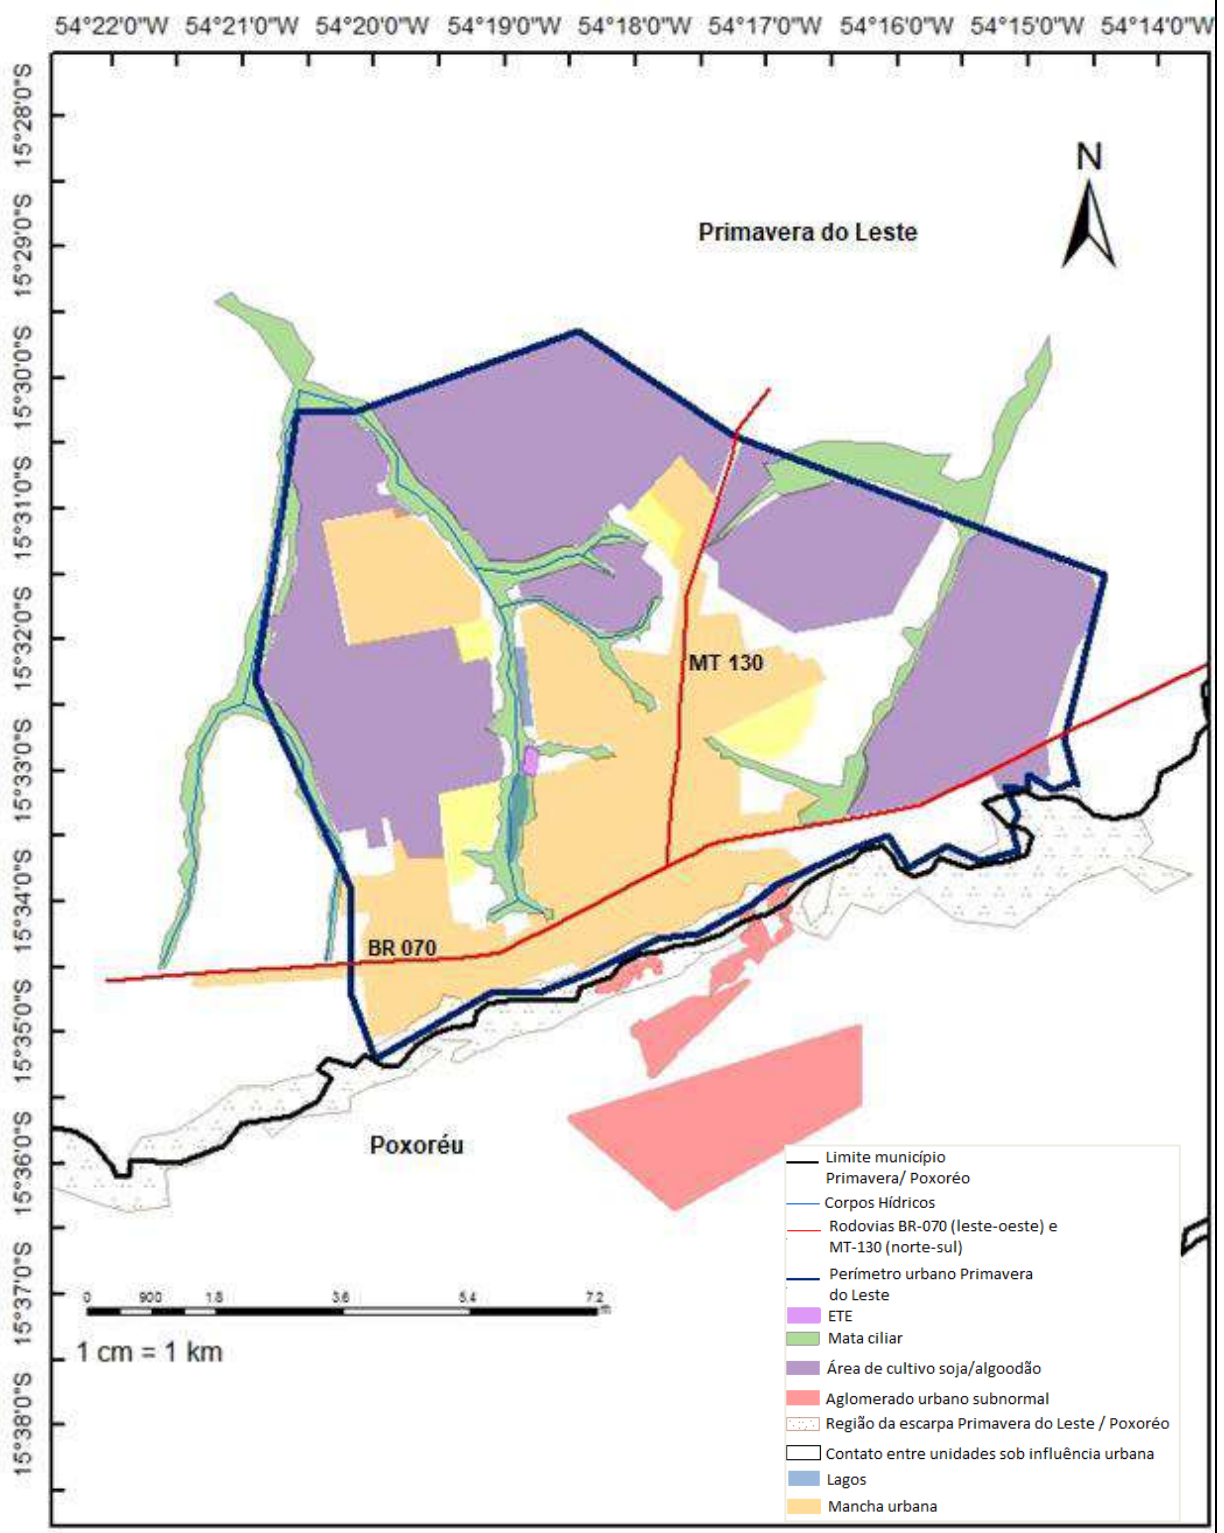 54°22'0"W 54°21'0"W 54°20'0"W 54°19'0"W 54°18'0"W 54°17'0"W 54°16'0"W 54°15'0"W 54°14'0"W
15°28'0"S
15°29'0"S
15°30'0"S
15°31'0"S
15°32'0"S
15°33'0"S
15°34'0"S
15°35'0"S
15°36'0"S
15°37'0"S
15°38'0"S
N
Primavera do Leste
MT 130
BR 070
Poxoréu
Limite município
Primavera/ Poxoréo
Corpos Hídricos
Rodovias BR-070 (leste-oeste) e
MT-130 (norte-sul)
Perímetro urbano Primavera
do Leste
ETE
Mata ciliar
Área de cultivo soja/algoodão
Aglomerado urbano subnormal
Região da escarpa Primavera do Leste / Poxoréo
Contato entre unidades sob influência urbana
Lagos
Mancha urbana
0 900 1.8 3.6 5.4 7.2
m
1 cm = 1 km